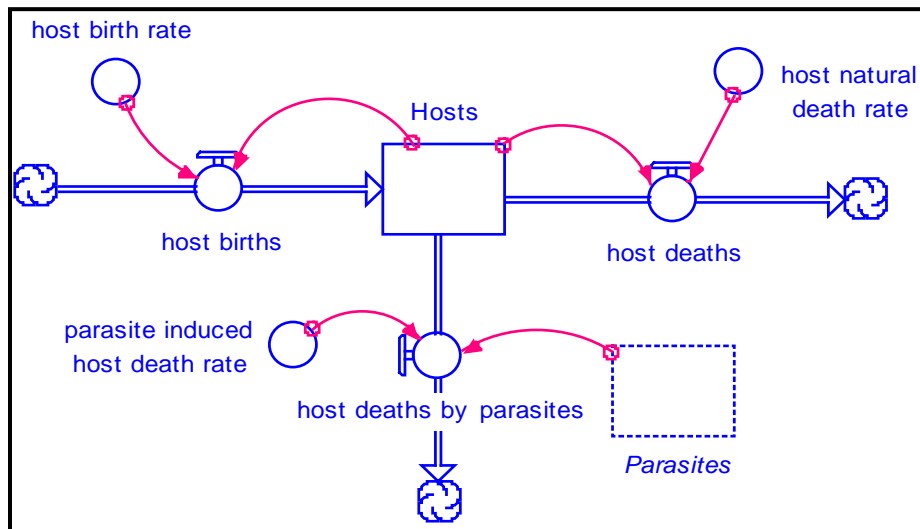 host birth rate
Hosts
host natural
death rate
host births
host deaths
parasite induced
host death rate
host deaths by parasites
Parasites